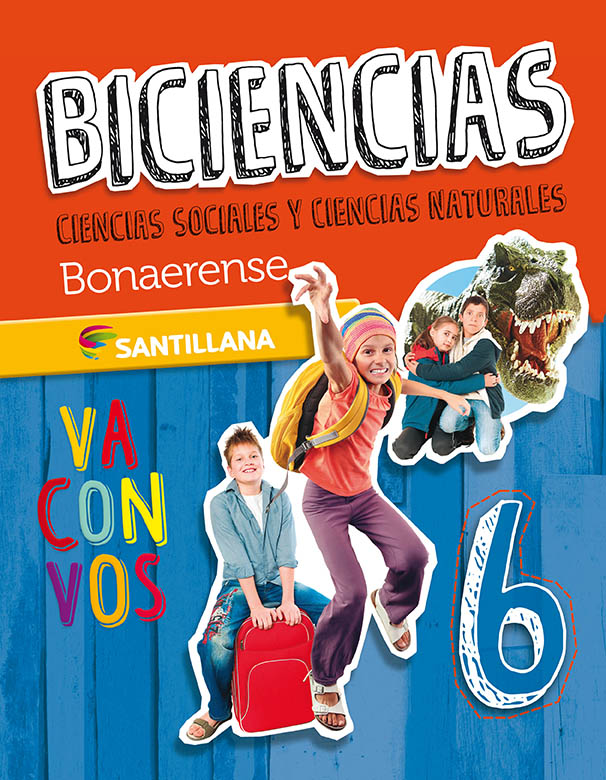 BICIENCIAS
CIENCIAS SOCIALES Y CIENCIAS NATURALES
Bonaerense
SANTILLANA
VA
CON
VOS
6